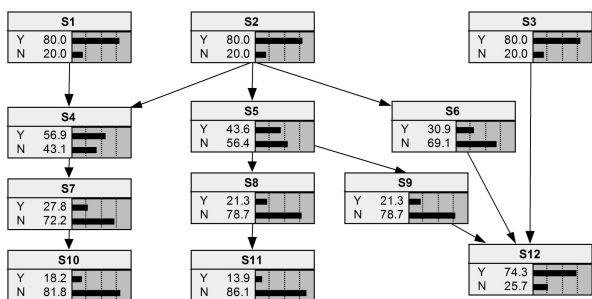 S1
Y 80.0
N 20.0
S2
Y 80.0
N 20.0
S3
Y 80.0
N 20.0
S4
Y 56.9
N 43.1
S5
Y 43.6
N 56.4
S6
Y 30.9
N 69.1
S7
Y 27.8
N 72.2
S8
Y 21.3
N 78.7
S9
Y 21.3
N 78.7
S10
Y 18.2
N 81.8
S11
Y 13.9
N 86.1
S12
Y 74.3
N 25.7